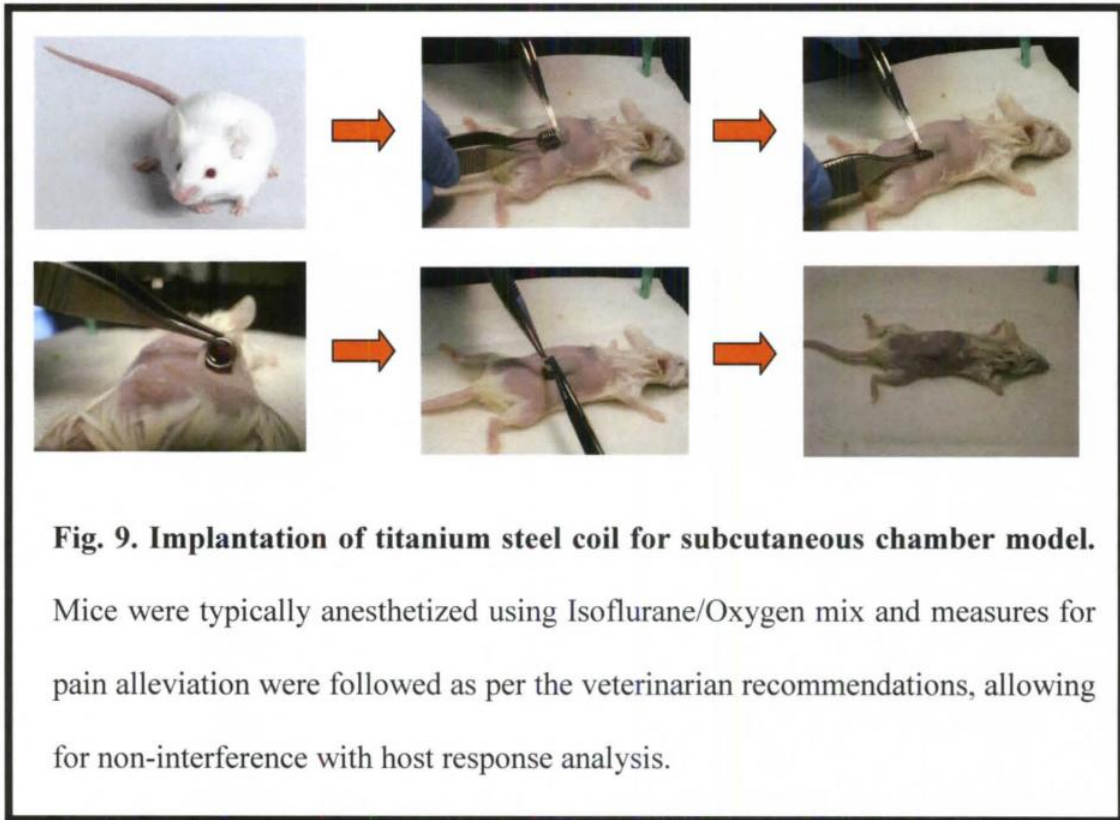 Fig. 9. Implantation of titanium steel coil for subcutaneous chamber model.
Mice were typically anesthetized using Isoflurane/Oxygen mix and measures for
pain alleviation were followed as per the veterinarian recommendations, allowing
for non-interference with host response analysis.